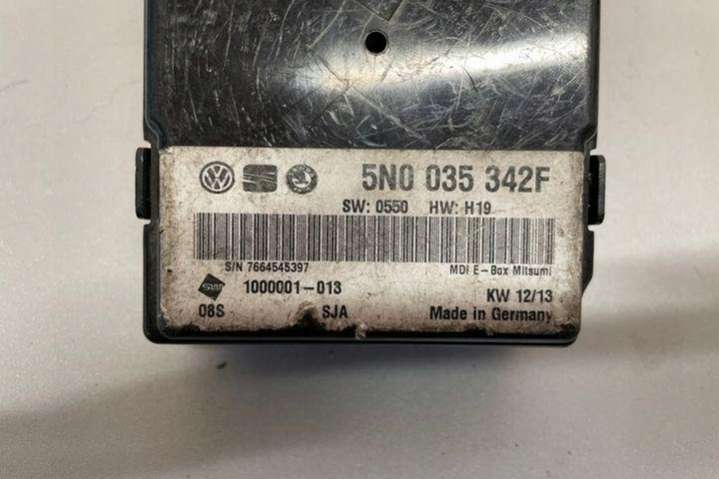 5N0 035 342F
SW: 0550 HW: H19
S/N 7664545397 MDI E-Box Mitsumi
1000001-013 KW 12/13
08S SJA Made in Germany